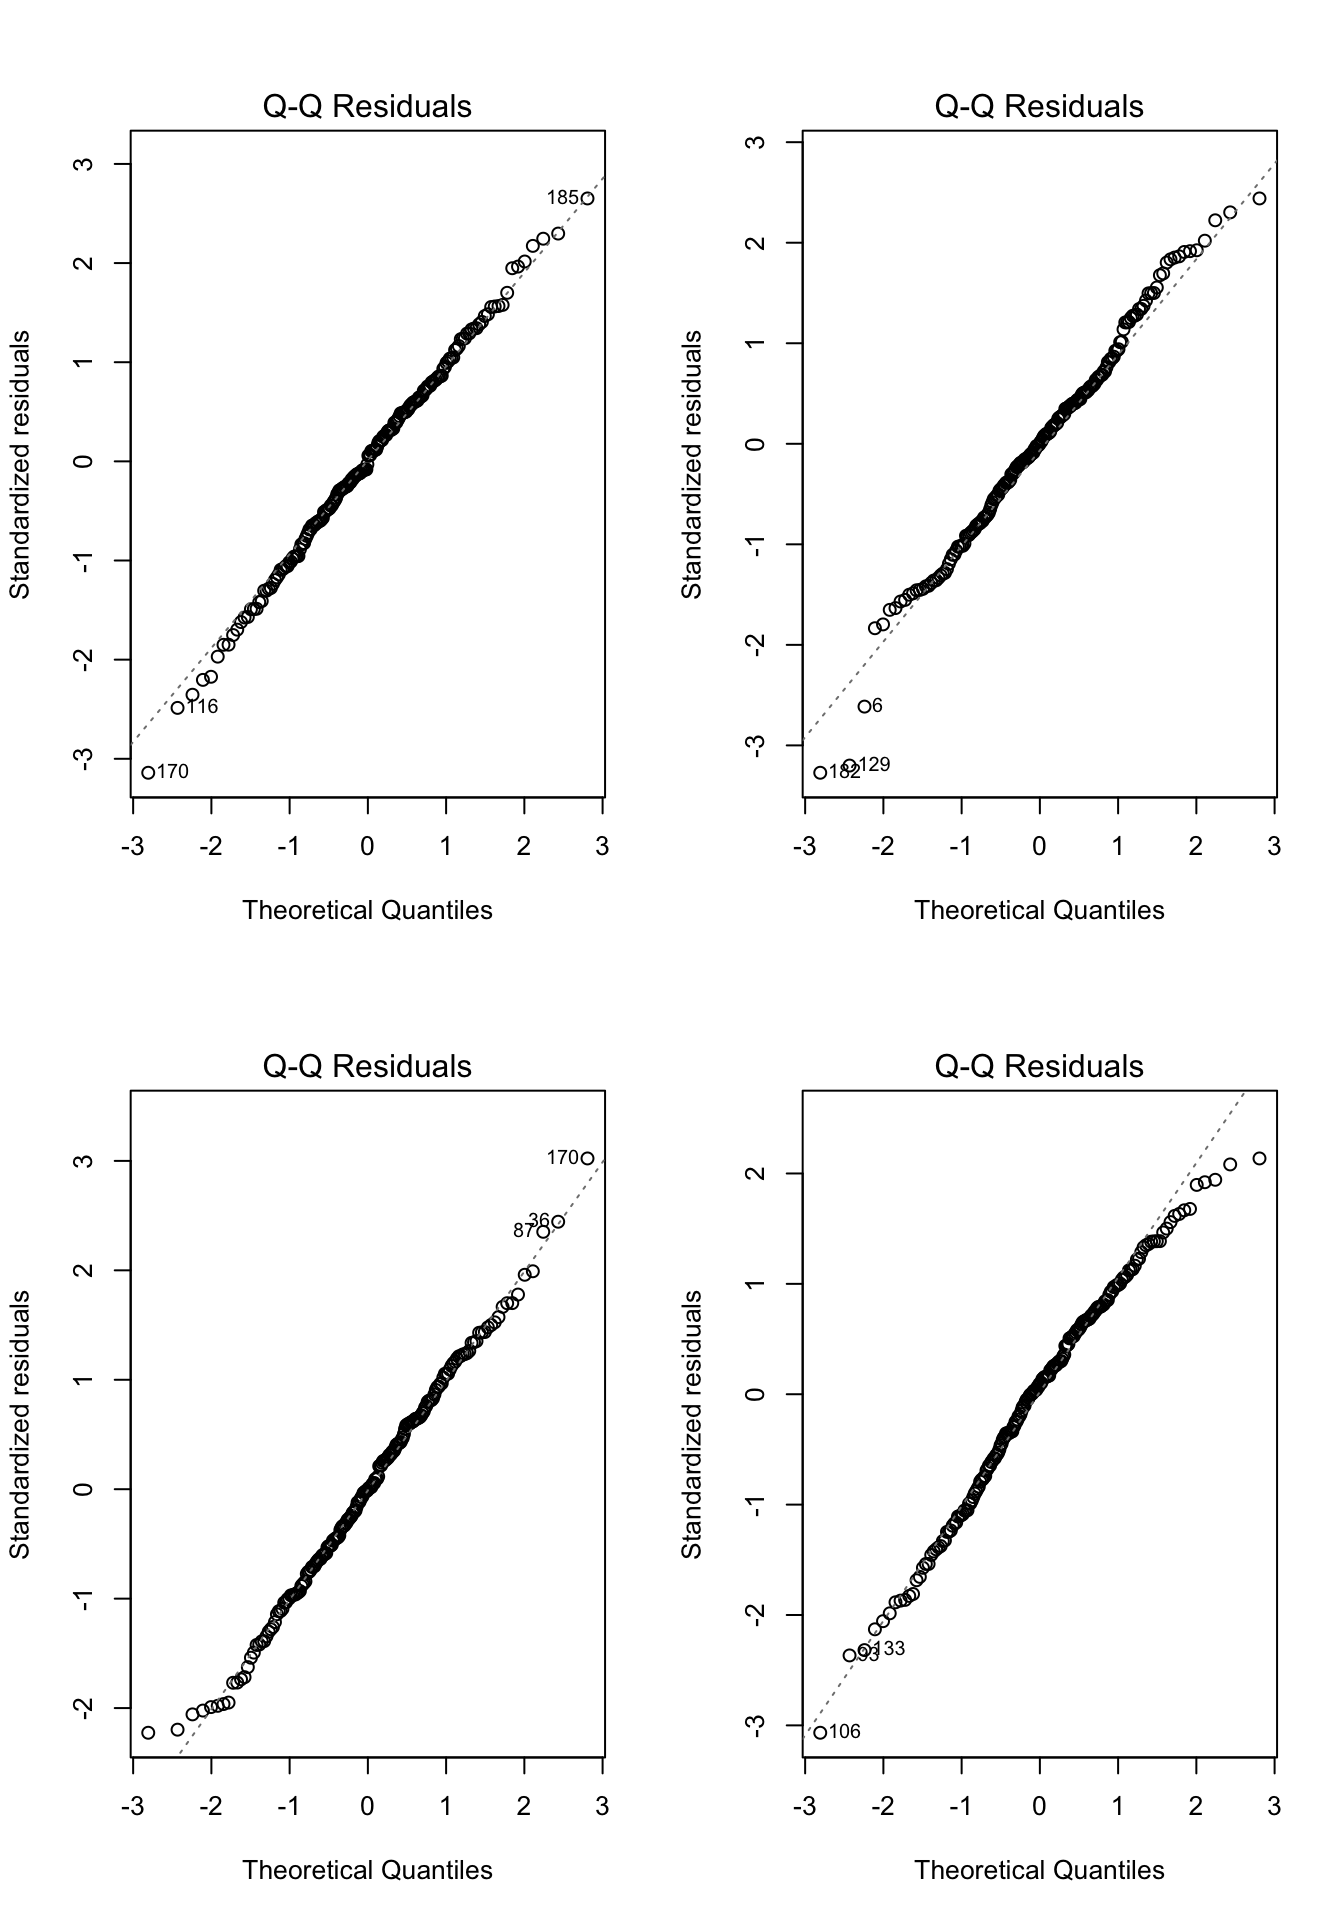 Q-Q Residuals
Standardized residuals
3
2
1
0
-1
-2
-3
185
116
170
-3 -2 -1 0 1 2 3
Theoretical Quantiles
Q-Q Residuals
Standardized residuals
3
2
1
0
-1
-2
-3
6
129
182
-3 -2 -1 0 1 2 3
Theoretical Quantiles
Q-Q Residuals
Standardized residuals
3
2
1
0
-1
-2
170
36
87
-3 -2 -1 0 1 2 3
Theoretical Quantiles
Q-Q Residuals
Standardized residuals
2
1
0
-1
-2
-3
133
93
106
-3 -2 -1 0 1 2 3
Theoretical Quantiles